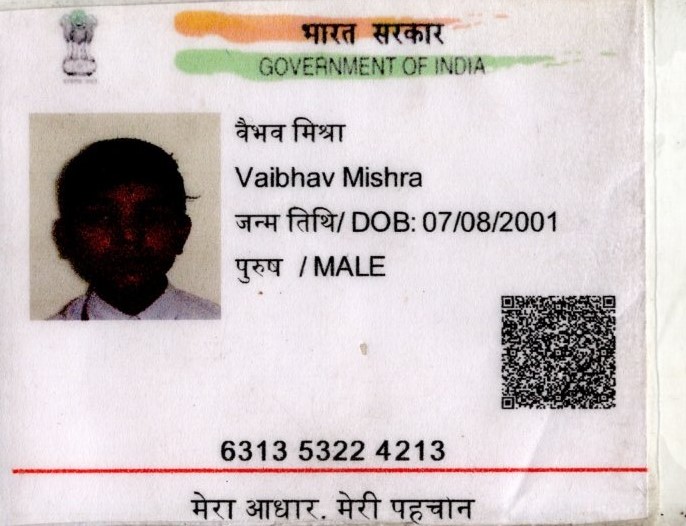 भारत सरकार
GOVERNMENT OF INDIA
वैभव मिश्रा
Vaibhav Mishra
जन्म तिथि/ DOB: 07/08/2001
पुरुष / MALE
6313 5322 4213
मेरा आधार, मेरी पहचान